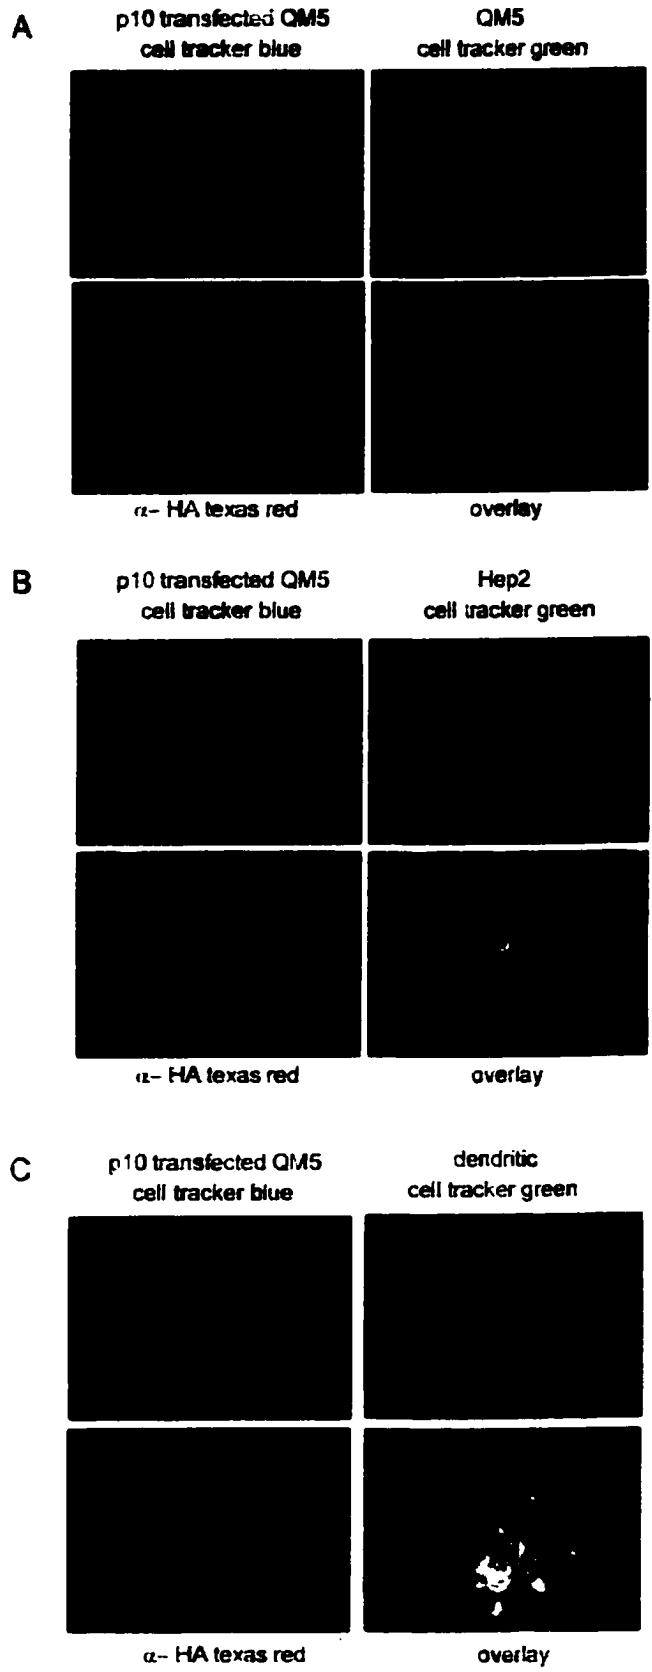 A
p10 transfected QM5
cell tracker blue
QM5
cell tracker green
α- HA texas red
overlay
B
p10 transfected QM5
cell tracker blue
Hep2
cell tracker green
α- HA texas red
overlay
C
p10 transfected QM5
cell tracker blue
dendritic
cell tracker green
α- HA texas red
overlay